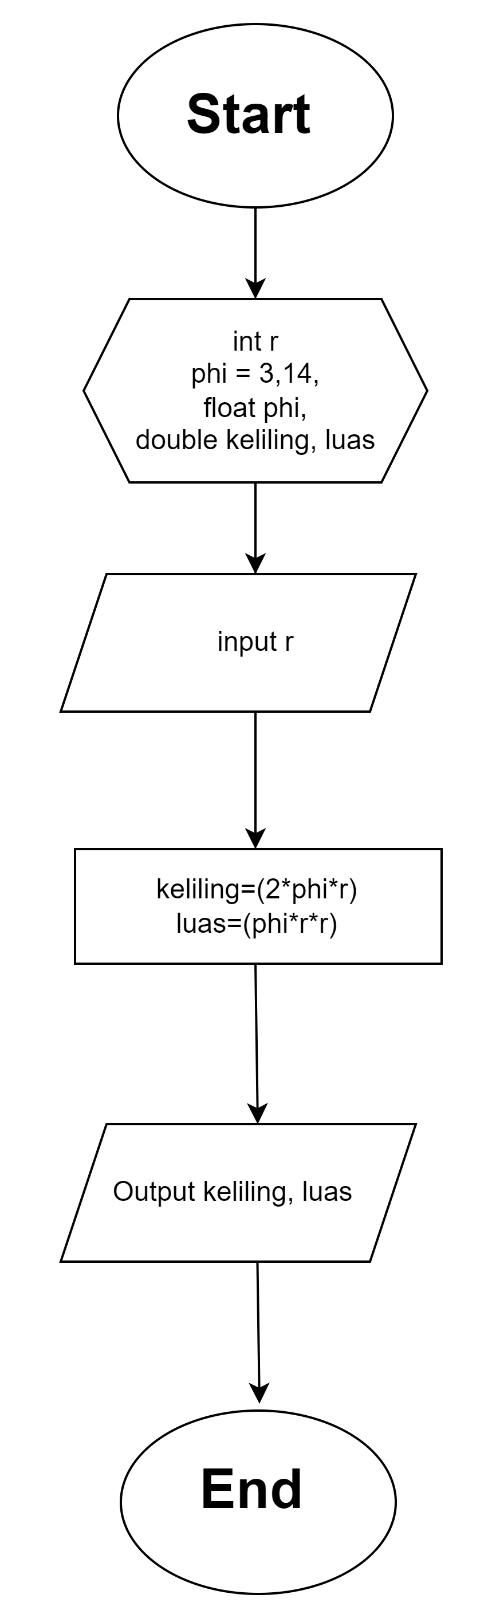 Start
int r
phi = 3,14,
float phi,
double keliling, luas
input r
keliling=(2*phi*r)
luas=(phi*r*r)
Output keliling, luas
End